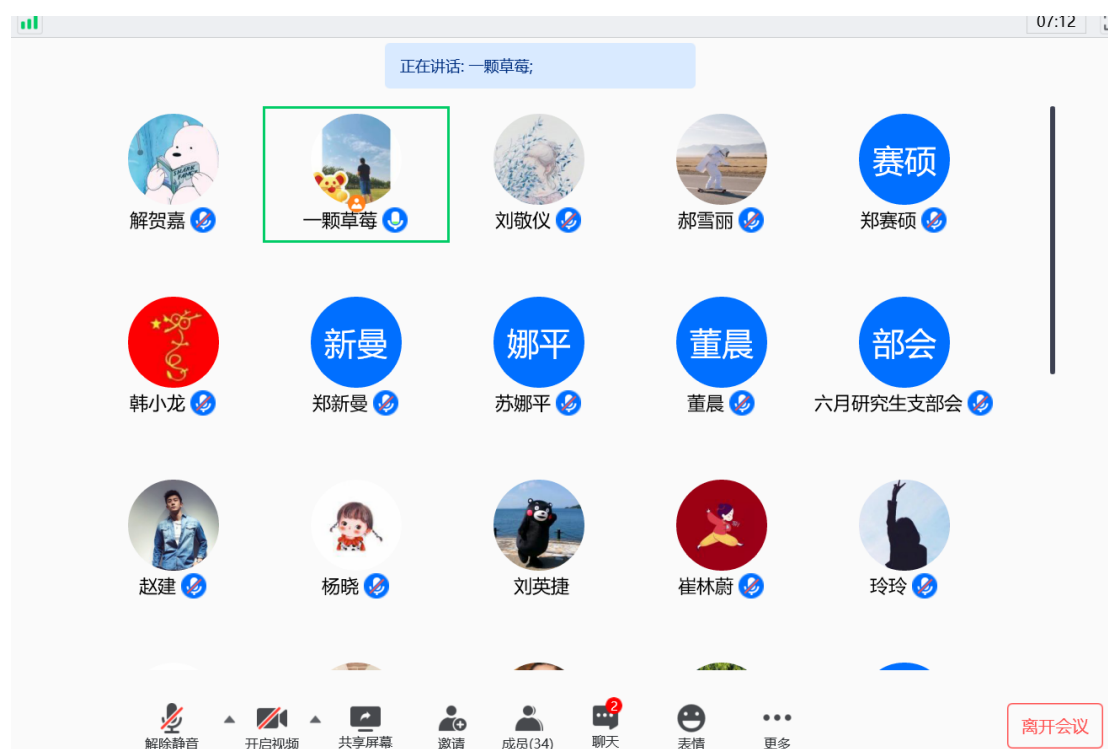 07:12
正在讲话: 一颗草莓;
赛硕
解贺嘉 一颗草莓 刘敬仪 郝雪丽 郑赛硕
新曼 娜平 董晨 部会
韩小龙 郑新曼 苏娜平 董晨 六月研究生支部会
赵建 杨晓 刘英捷 崔林蔚 玲玲
2
解除静音 开启视频 共享屏幕 邀请 成员(34) 聊天 表情 更多
离开会议